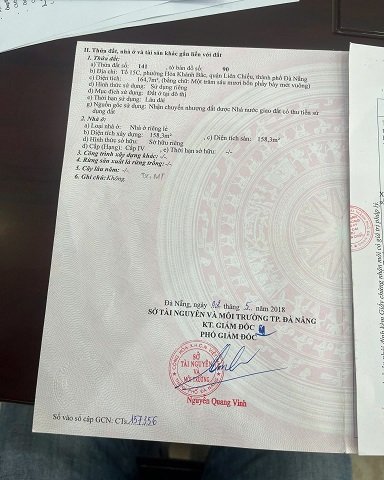 II. Thửa đất, nhà ở và tài sản khác gắn liền với đất
1. Thửa đất:
a) Thửa đất số: 141 , tờ bản đồ số: 90
b) Địa chỉ: Tổ 15C, phường Hòa Khánh Bắc, quận Liên Chiểu, thành phố Đà Nẵng
c) Diện tích: 164,7m², (bằng chữ: Một trăm sáu mươi bốn phẩy bảy mét vuông)
d) Hình thức sử dụng: Sử dụng riêng
đ) Mục đích sử dụng: Đất ở tại đô thị
e) Thời hạn sử dụng: Lâu dài
g) Nguồn gốc sử dụng: Nhận chuyển nhượng đất được Nhà nước giao đất có thu tiền sử
dụng đất
2. Nhà ở:
a) Loại nhà ở: Nhà ở riêng lẻ
b) Diện tích xây dựng: 158,3m² , c) Diện tích sàn: 158,3m²
d) Hình thức sở hữu: Sở hữu riêng
đ) Cấp (Hạng): Cấp IV , e) Thời hạn sở hữu: -/-
3. Công trình xây dựng khác: -/-
4. Rừng sản xuất là rừng trồng: -/-
5. Cây lâu năm: -/-
6. Ghi chú: Không.
Đà Nẵng, ngày 02 tháng 5 năm 2018
SỞ TÀI NGUYÊN VÀ MÔI TRƯỜNG TP. ĐÀ NẴNG
KT. GIÁM ĐỐC
PHÓ GIÁM ĐỐC
SỞ
TÀI NGUYÊN
VÀ
MÔI TRƯỜNG
Nguyễn Quang Vinh
Số vào sổ cấp GCN: CTs 157356